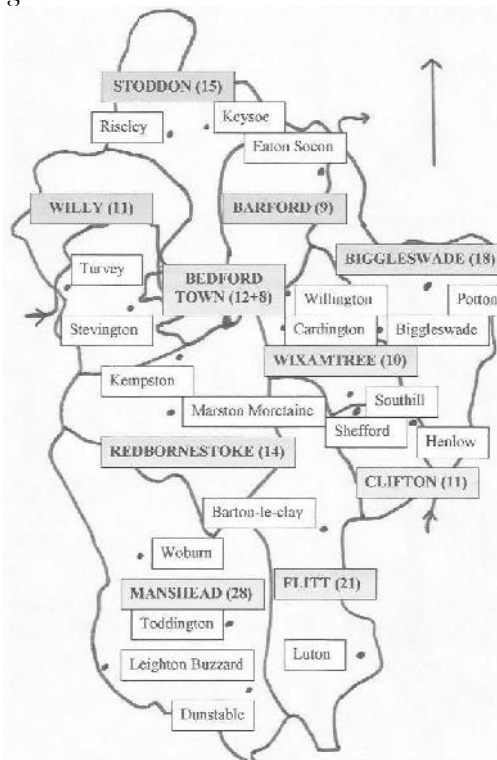 STODDON (15)
Keysoe
Riseley
Eaton Socon
WILLY (11)
BARFORD (9)
BIGGLESWADE (18)
Turvey
BEDFORD
TOWN (12+8)
Willington
Potton
Stevington
Cardington
Biggleswade
WIXAMTREE (10)
Kempston
Southill
Marston Morctaine
Shefford
Henlow
REDBORNESTOKE (14)
CLIFTON (11)
Barton-le-clay
Woburn
MANSHEAD (28)
FLITT (21)
Toddington
Leighton Buzzard
Luton
Dunstable